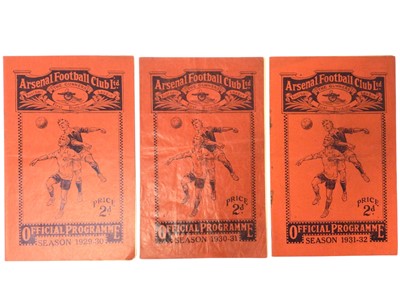 Arsenal Football Club Ltd
PRICE
2d
OFFICIAL PROGRAMME
SEASON 1929-30
Arsenal Football Club Ltd
PRICE
2d
OFFICIAL PROGRAMME
SEASON 1930-31
Arsenal Football Club Ltd
PRICE
2d
OFFICIAL PROGRAMME
SEASON 1931-32